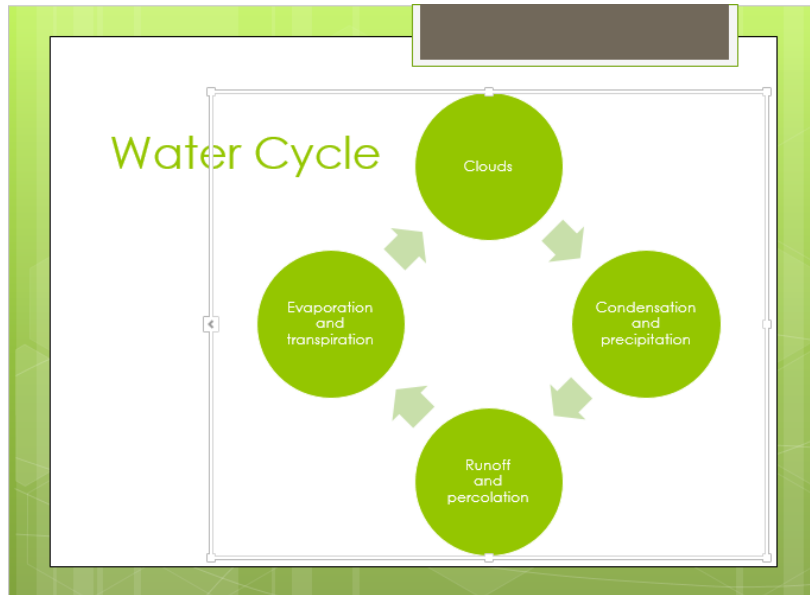 Water Cycle
Clouds
Condensation
and
precipitation
Runoff
and
percolation
Evaporation
and
transpiration